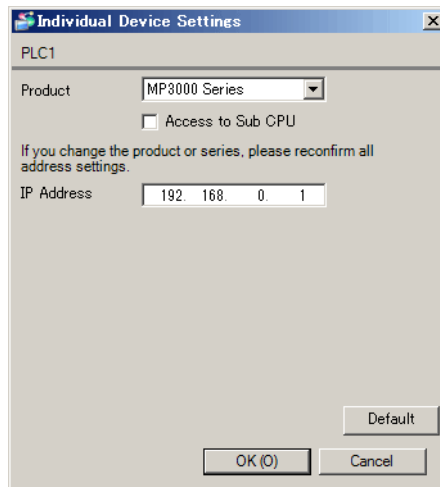 Individual Device Settings
PLC1
Product MP3000 Series
Access to Sub CPU
If you change the product or series, please reconfirm all
address settings.
IP Address 192. 168. 0. 1
Default
OK (O) Cancel